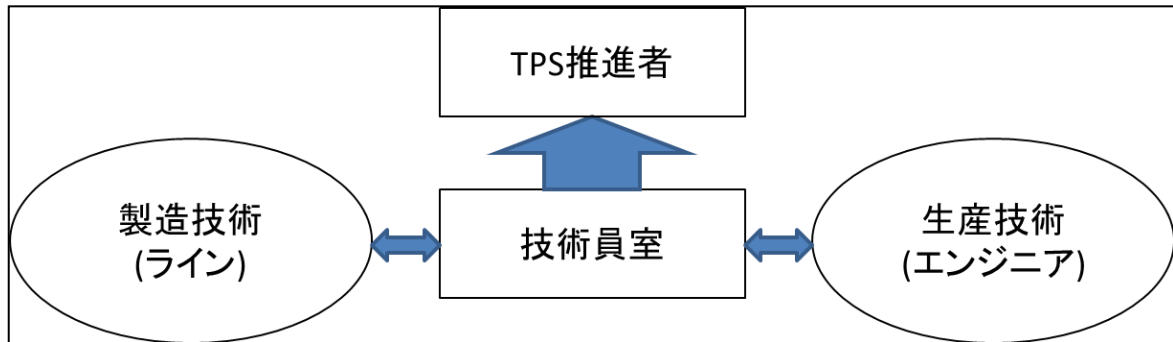 TPS推進者
製造技術
(ライン)
技術員室
生産技術
(エンジニア)